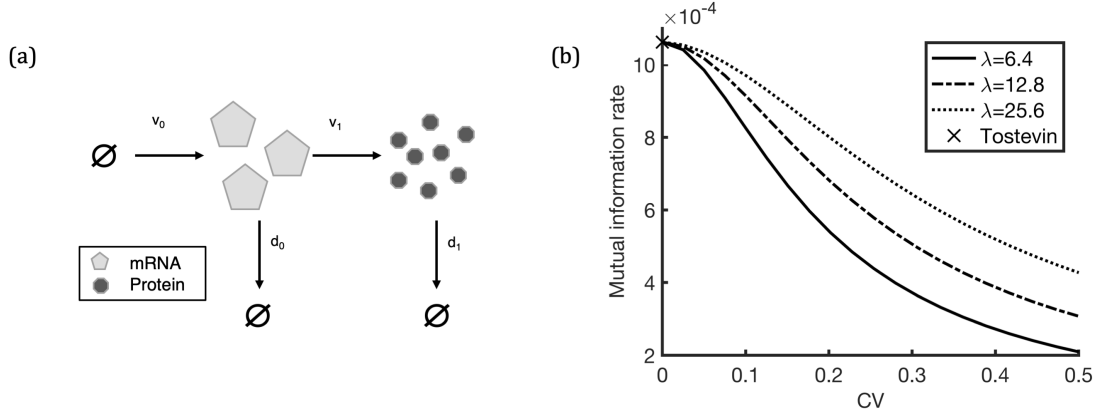 (a)
v0
v1
∅
d0
d1
mRNA
Protein
∅
∅
(b)
×10-4
10
8
6
4
2
Mutual information rate
0
0.1
0.2
0.3
0.4
0.5
CV
λ=6.4
λ=12.8
λ=25.6
Tostevin